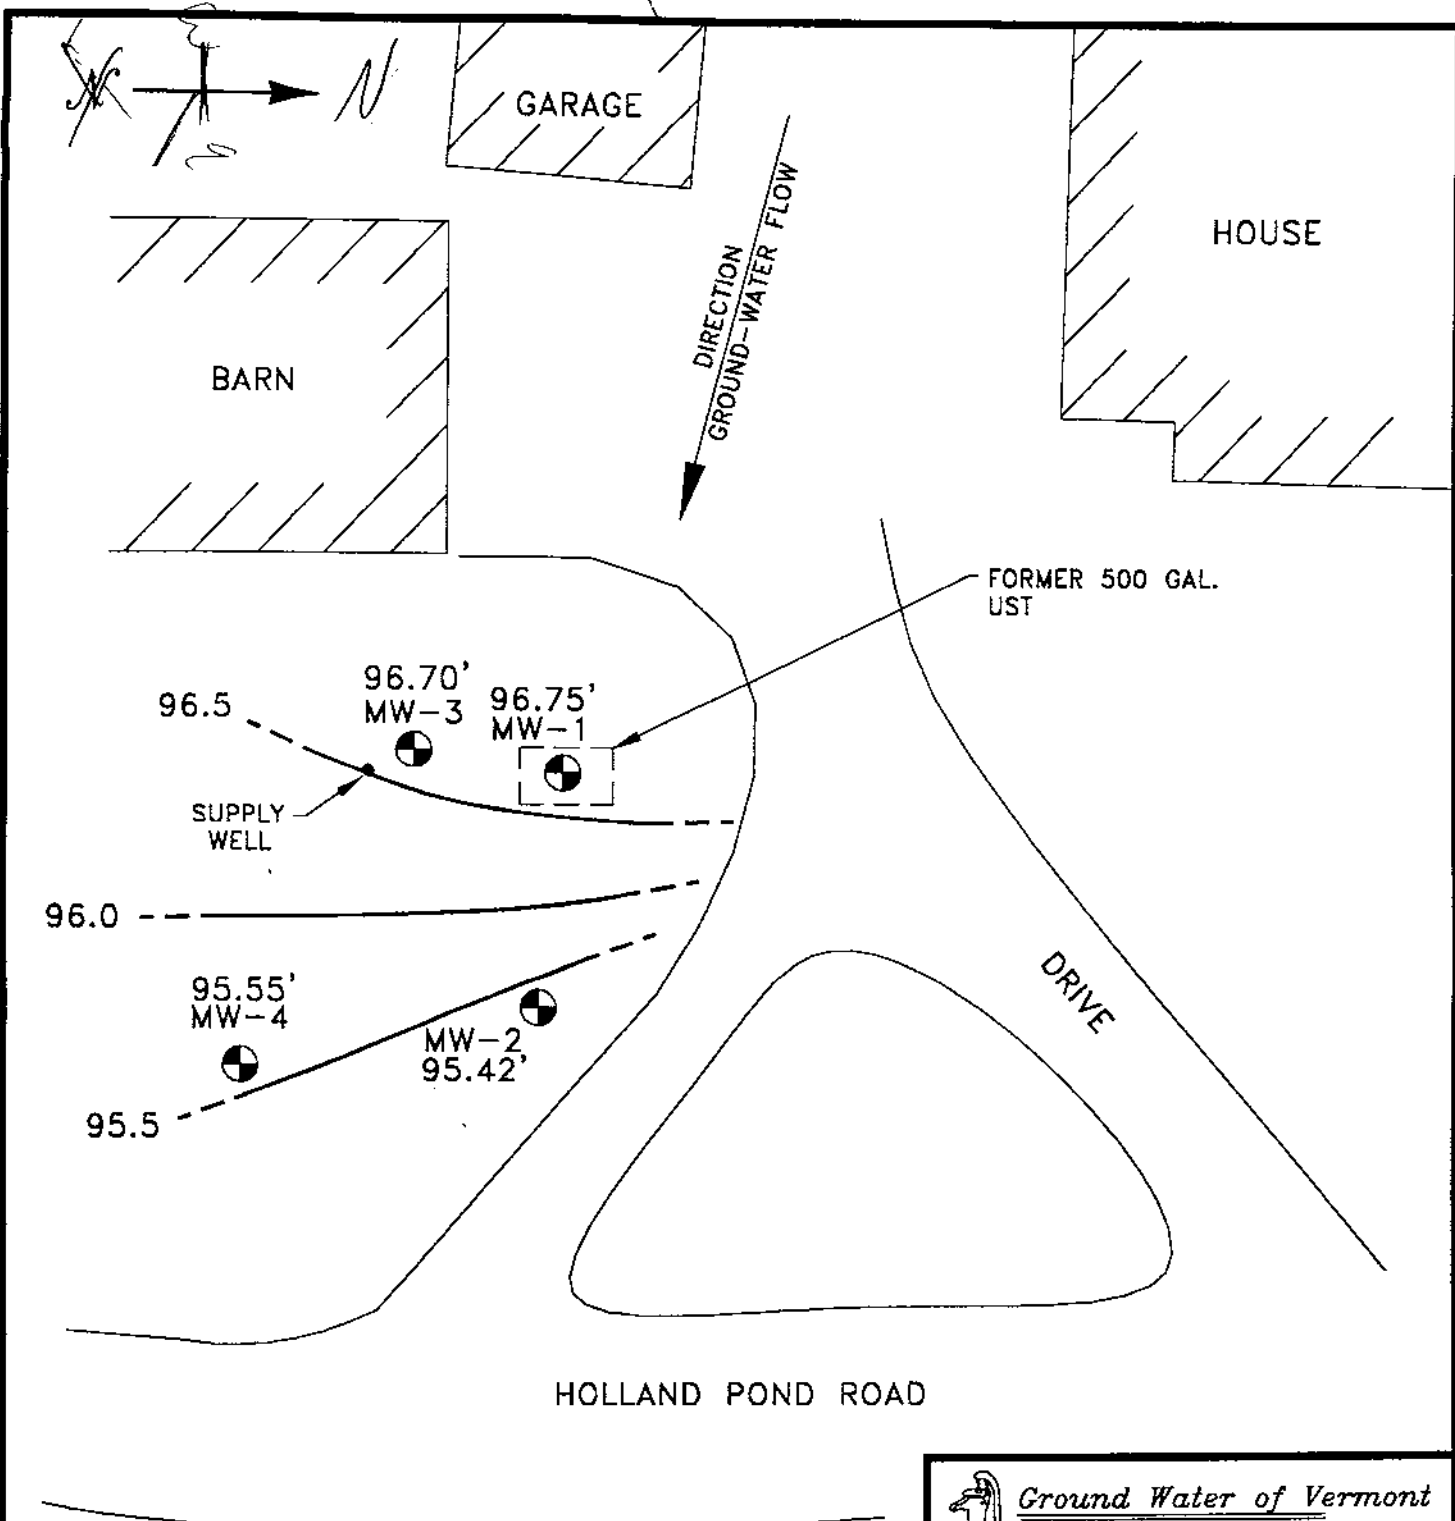 N
GARAGE
HOUSE
DIRECTION
GROUND-WATER FLOW
BARN
FORMER 500 GAL.
UST
96.70'
MW-3
96.75'
MW-1
96.5
SUPPLY
WELL
96.0
95.55'
MW-4
MW-2
95.42'
95.5
DRIVE
HOLLAND POND ROAD
Ground Water of Vermont